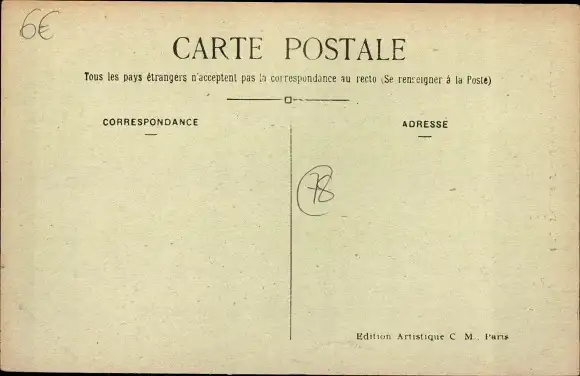 6€
CARTE POSTALE
Tous les pays étrangers n'acceptent pas la correspondance au recto (Se renseigner à la Poste)
CORRESPONDANCE
ADRESSE
78
Edition Artistique C. M., Paris